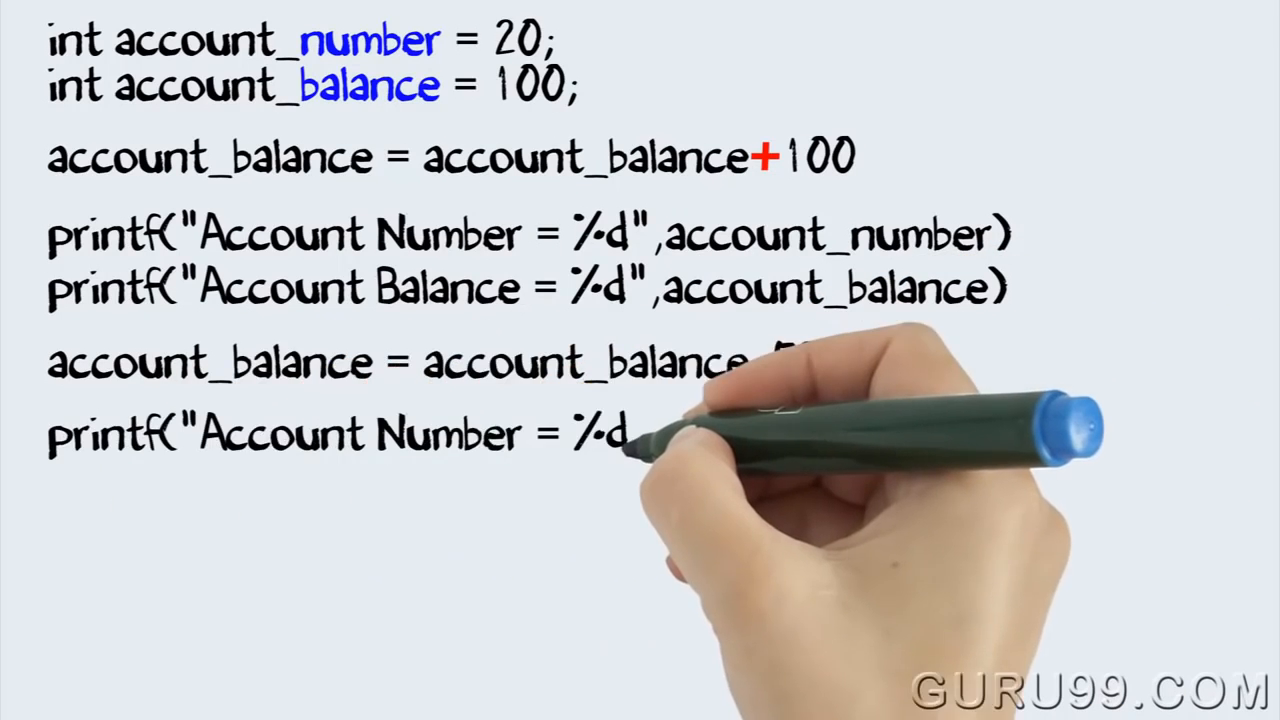 int account_number = 20;
int account_balance = 100;
account_balance = account_balance+100
printf("Account Number = %d",account_number)
printf("Account Balance = %d",account_balance)
account_balance = account_balance
printf("Account Number = %d
GURU99.COM